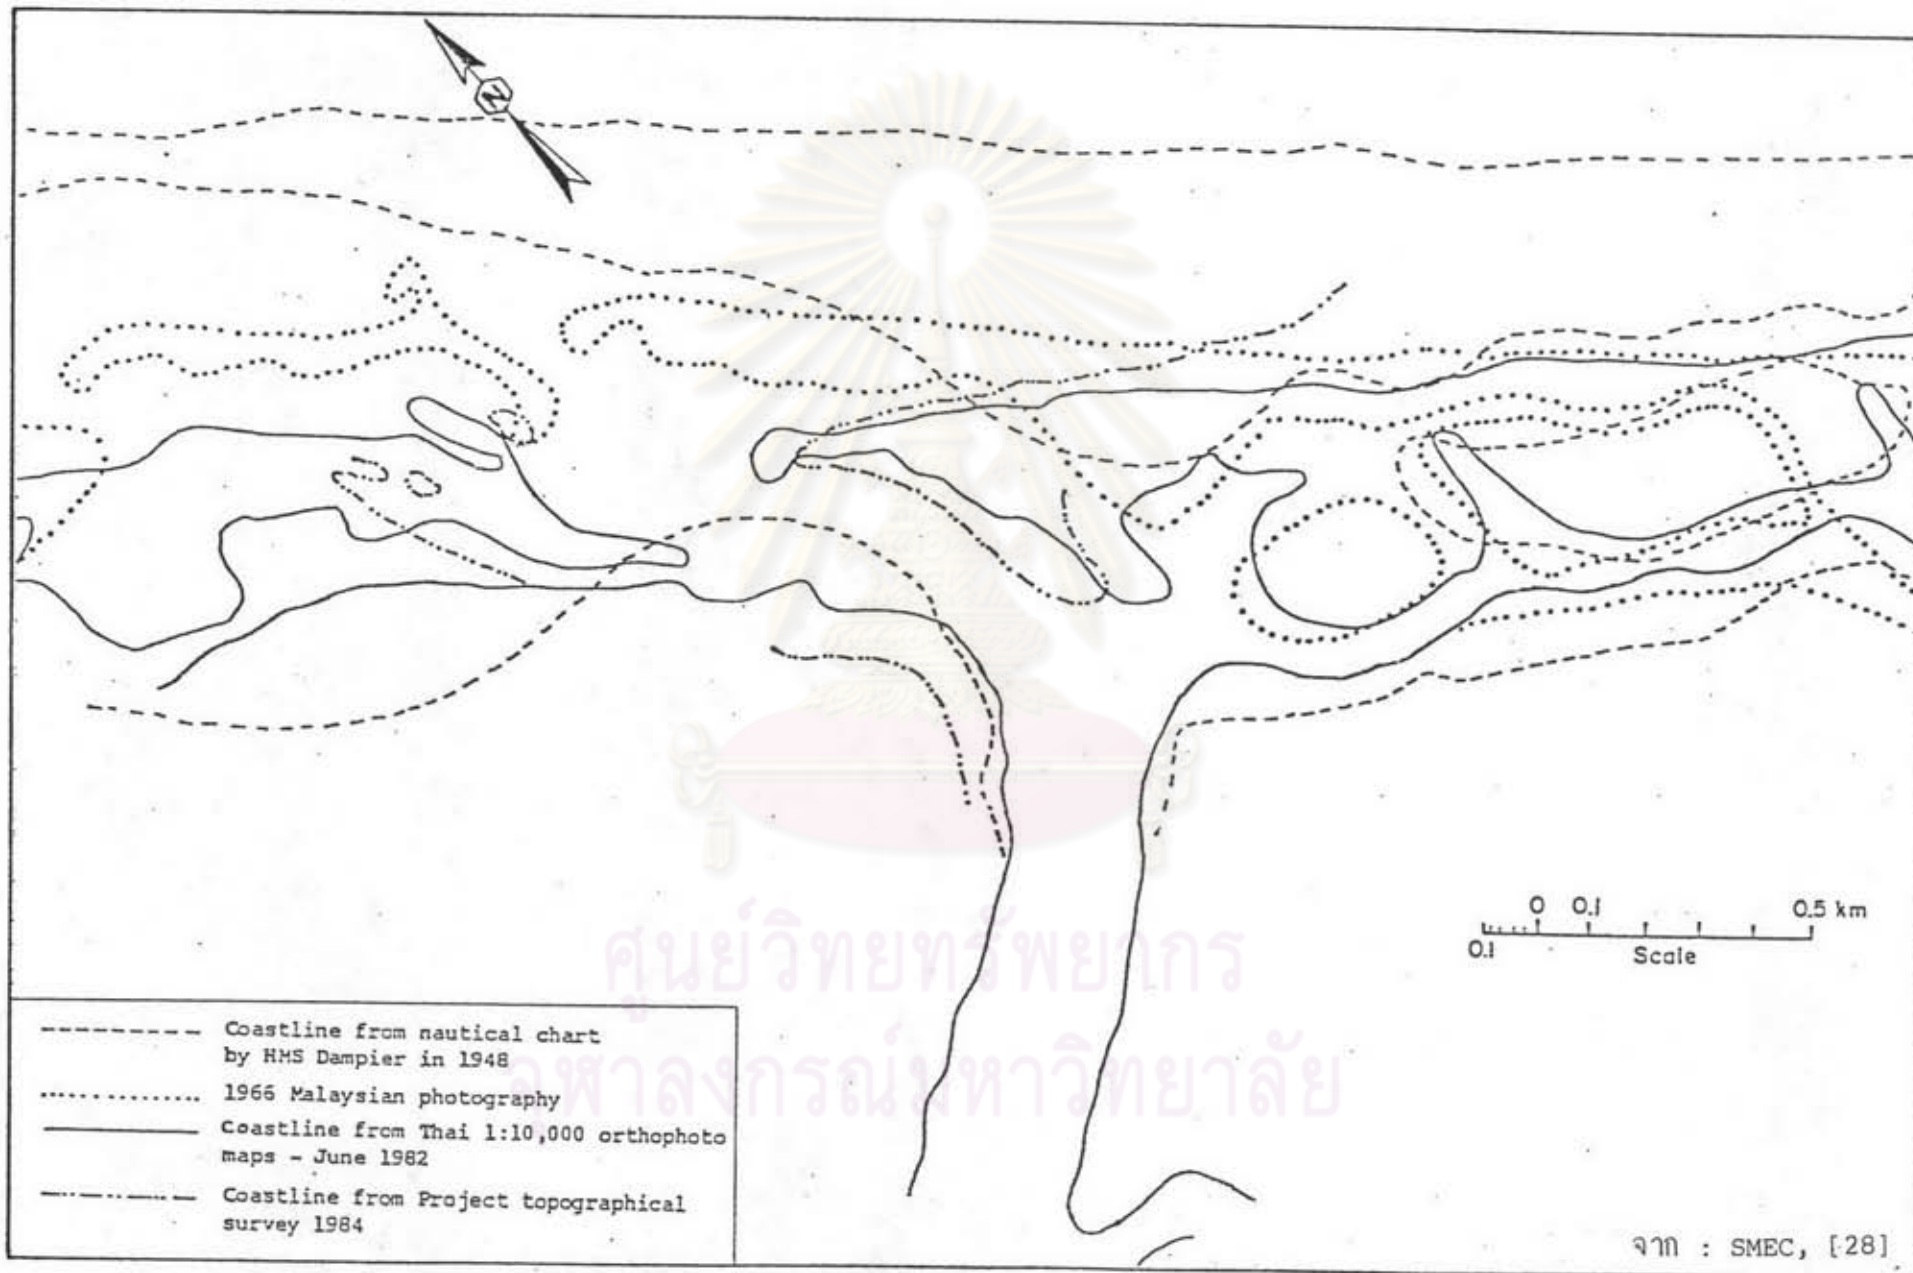 N
0 0.1 0.5 km
0.1
Scale
ศูนย์วิทยทรัพยากร
จุฬาลงกรณ์มหาวิทยาลัย
Coastline from nautical chart
by HMS Dampier in 1948
1966 Malaysian photography
Coastline from Thai 1:10,000 orthophoto
maps - June 1982
Coastline from Project topographical
survey 1984
จาก : SMEC, [28]